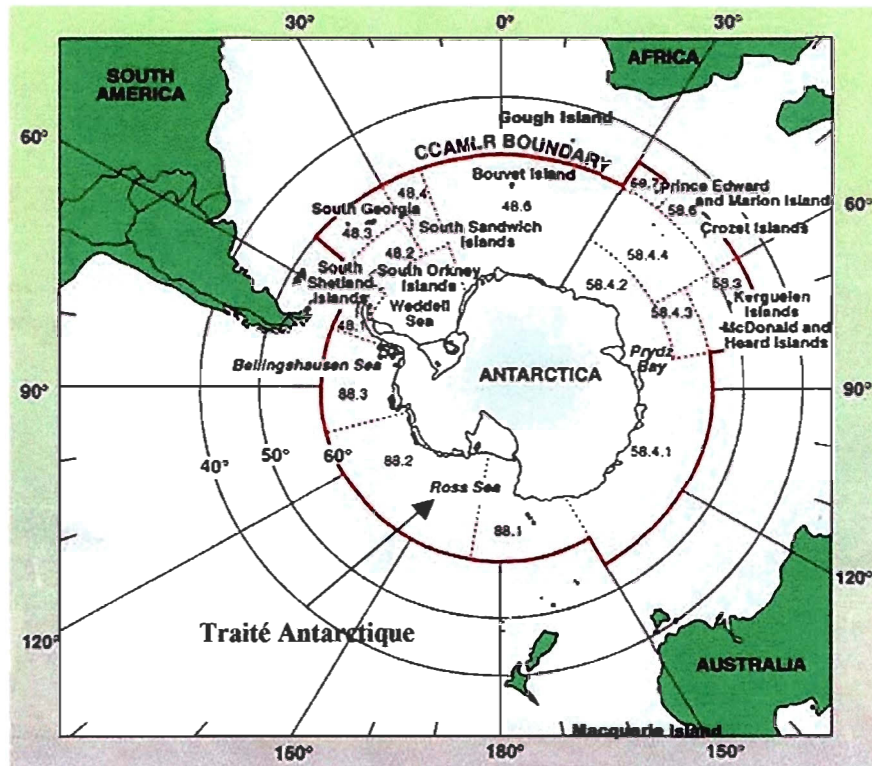 30°
0°
30°
SOUTH
AMERICA
AFRICA
60°
Gough Island
CCAMLR BOUNDARY
Bouvet Island
48.4
48.6
58.7
Prince Edward
and Marion Island
58.6
60°
South Georgia
48.3
South Sandwich
Islands
Crozet Islands
48.2
58.4.4
South
Shetland
Islands
South Orkney
Islands
58.4.2
58.3
Weddell
Sea
58.4.3
Kerguelen
Islands
McDonald and
Heard Islands
48.1
Prydz
Bay
Bellingshausen Sea
ANTARCTICA
90°
90°
88.3
58.4.1
40°
50°
60°
88.2
Ross Sea
88.1
120°
Traité Antarctique
120°
AUSTRALIA
Macquarie Island
150°
180°
150°